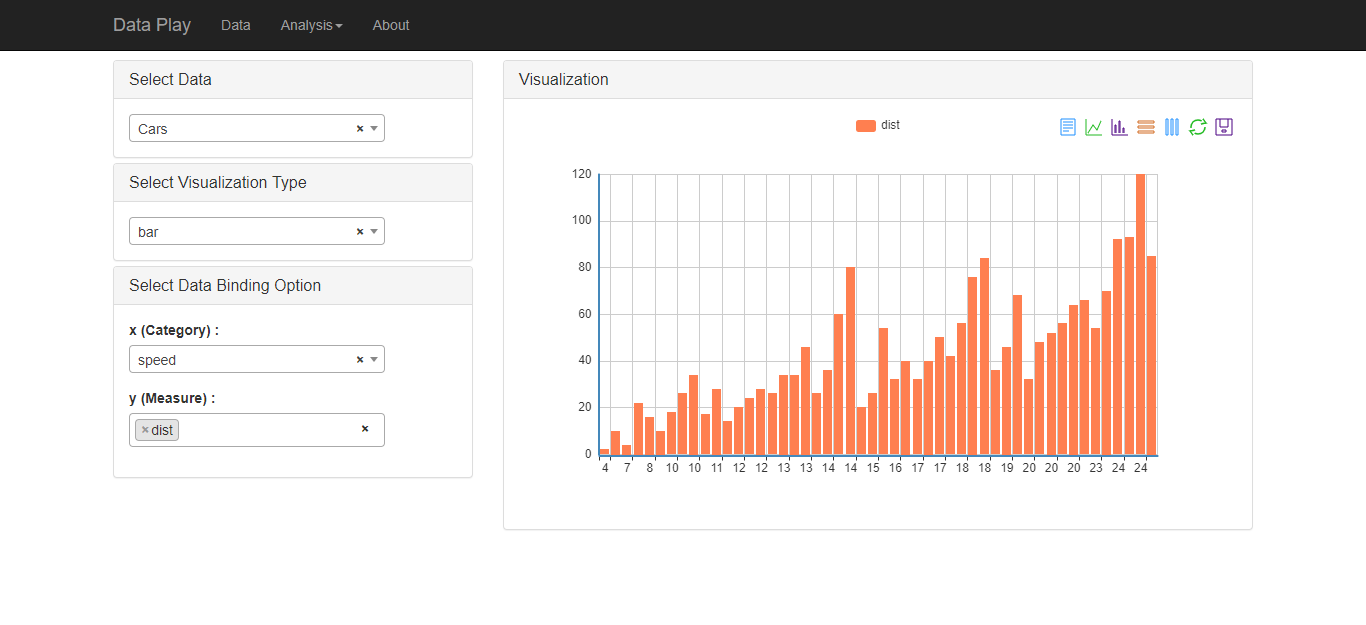 Data Play Data Analysis About
Select Data
Cars × 
Select Visualization Type
bar ×
Select Data Binding Option
x (Category) :
speed ×
y (Measure) :
×dist ×
Visualization
dist
120
100
80
60
40
20
0
4 7 8 10 10 11 12 12 13 13 14 14 15 16 17 17 18 18 19 20 20 20 23 24 24